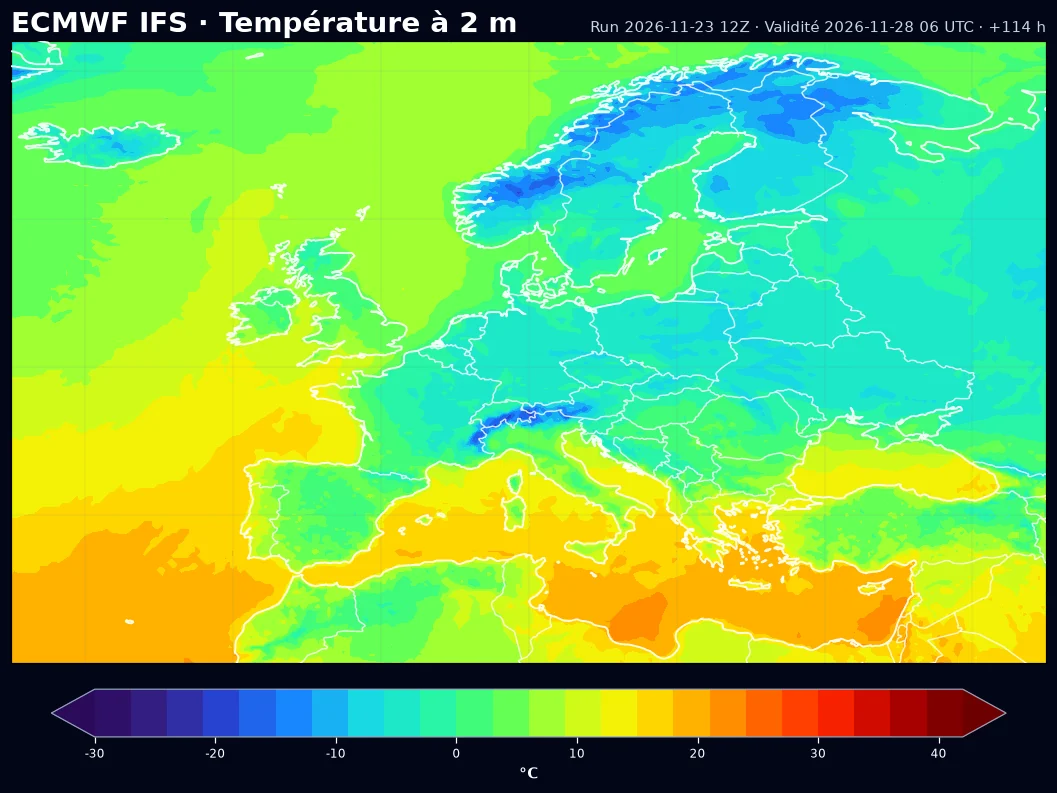 ECMWF IFS · Température à 2 m
Run 2026-11-23 12Z · Validité 2026-11-28 06 UTC · +114 h
-30 -20 -10 0 10 20 30 40
°C